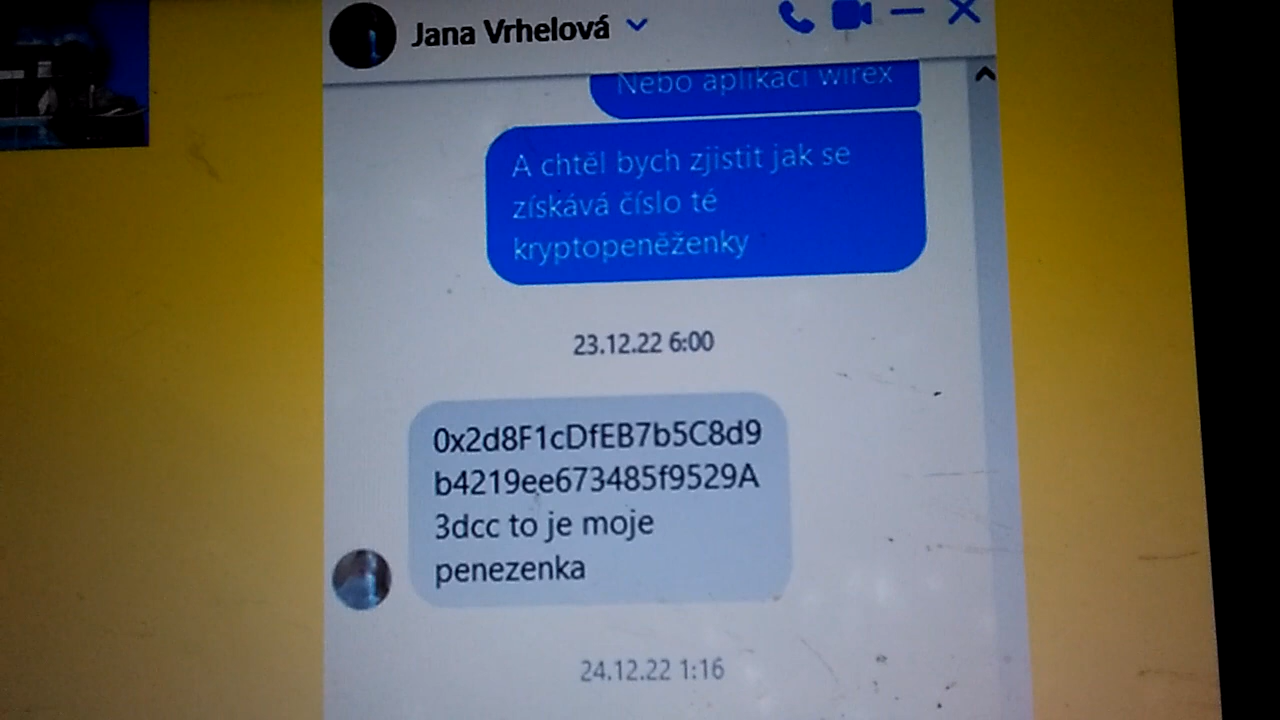 Jana Vrhelová
Nebo aplikaci wirex
A chtěl bych zjistit jak se
získává číslo té
kryptopeněženky
23.12.22 6:00
0x2d8F1cDfEB7b5C8d9
b4219ee673485f9529A
3dcc to je moje
penezenka
24.12.22 1:16